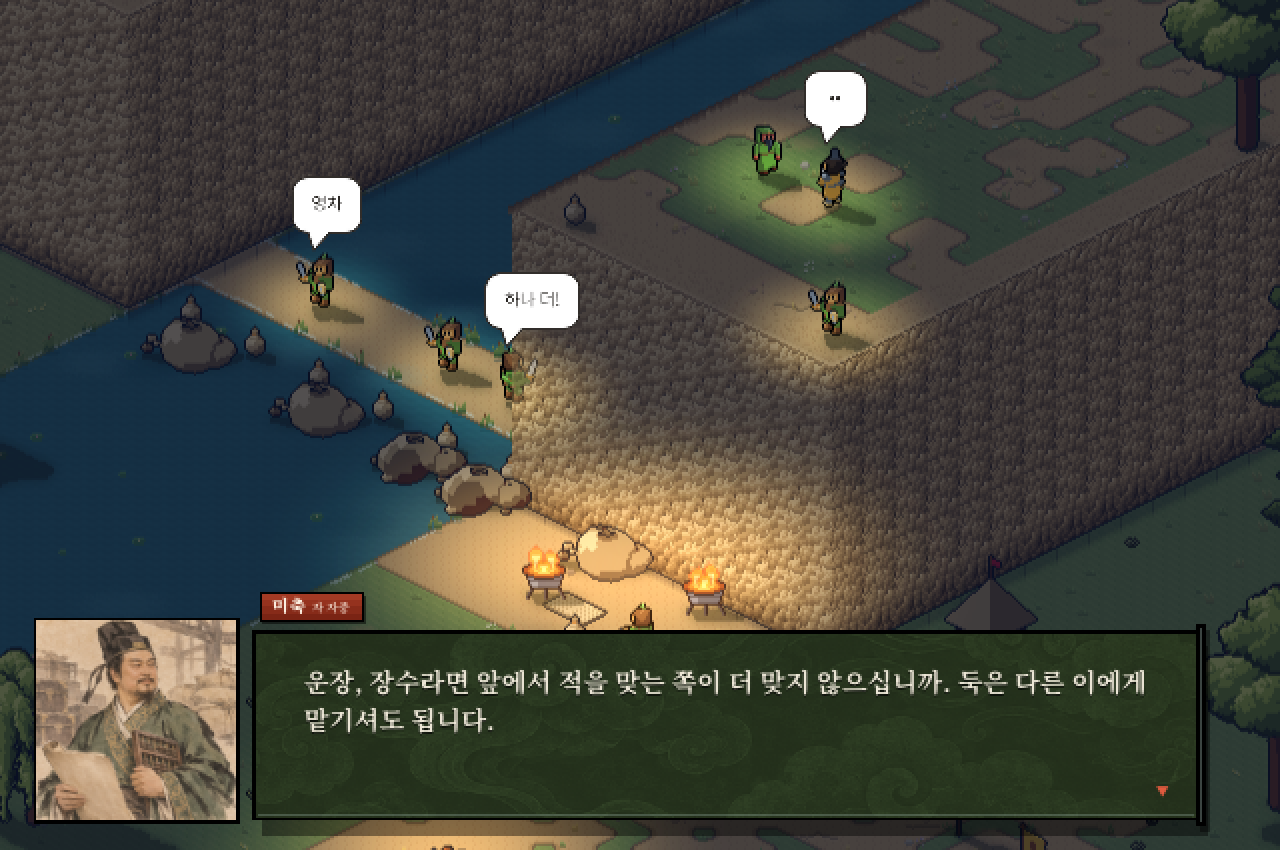 ..
영차
하나 더!
미축 자 자중
운장, 장수라면 앞에서 적을 맞는 쪽이 더 맞지 않으십니까. 둑은 다른 이에게
맡기셔도 됩니다.